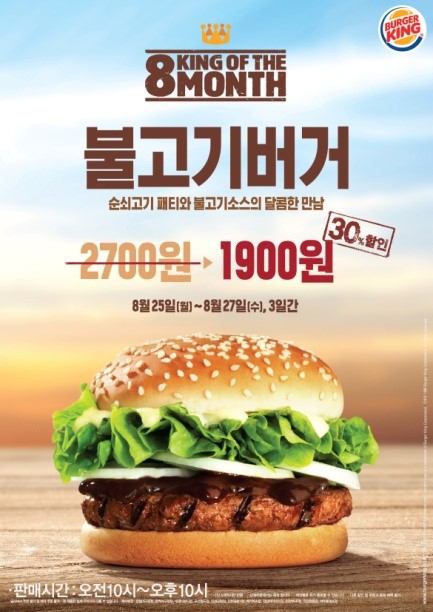 BURGER KING
8 KING OF THE MONTH
불고기버거
순쇠고기 패티와 불고기소스의 달콤한 만남
30%할인
2700원 ▸ 1900원
8월 25일(월) ~ 8월 27일(수), 3일간
·판매시간 : 오전10시~오후10시